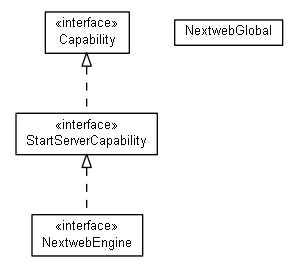 «interface»
Capability
NextwebGlobal
«interface»
StartServerCapability
«interface»
NextwebEngine